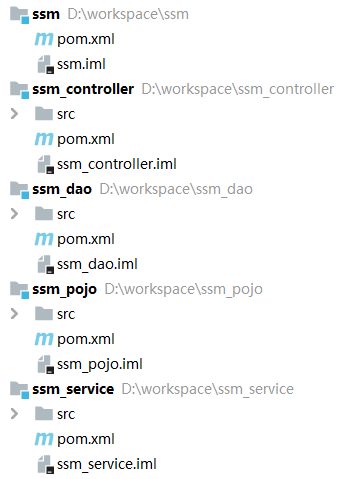 ssm D:\workspace\ssm
pom.xml
ssm.iml
ssm_controller D:\workspace\ssm_controller
src
pom.xml
ssm_controller.iml
ssm_dao D:\workspace\ssm_dao
src
pom.xml
ssm_dao.iml
ssm_pojo D:\workspace\ssm_pojo
src
pom.xml
ssm_pojo.iml
ssm_service D:\workspace\ssm_service
src
pom.xml
ssm_service.iml